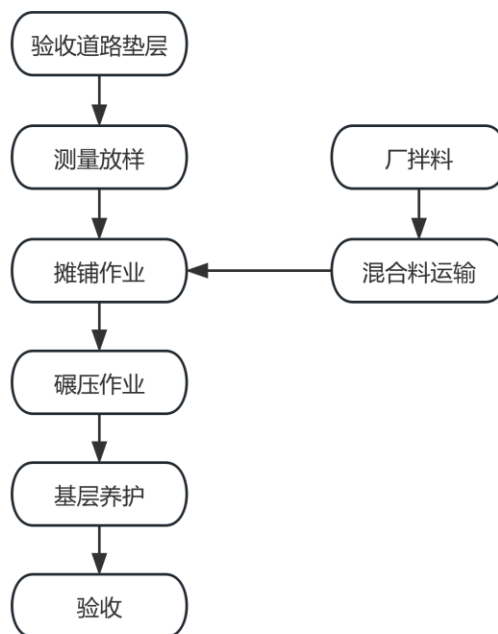 验收道路垫层
测量放样
厂拌料
摊铺作业
混合料运输
碾压作业
基层养护
验收